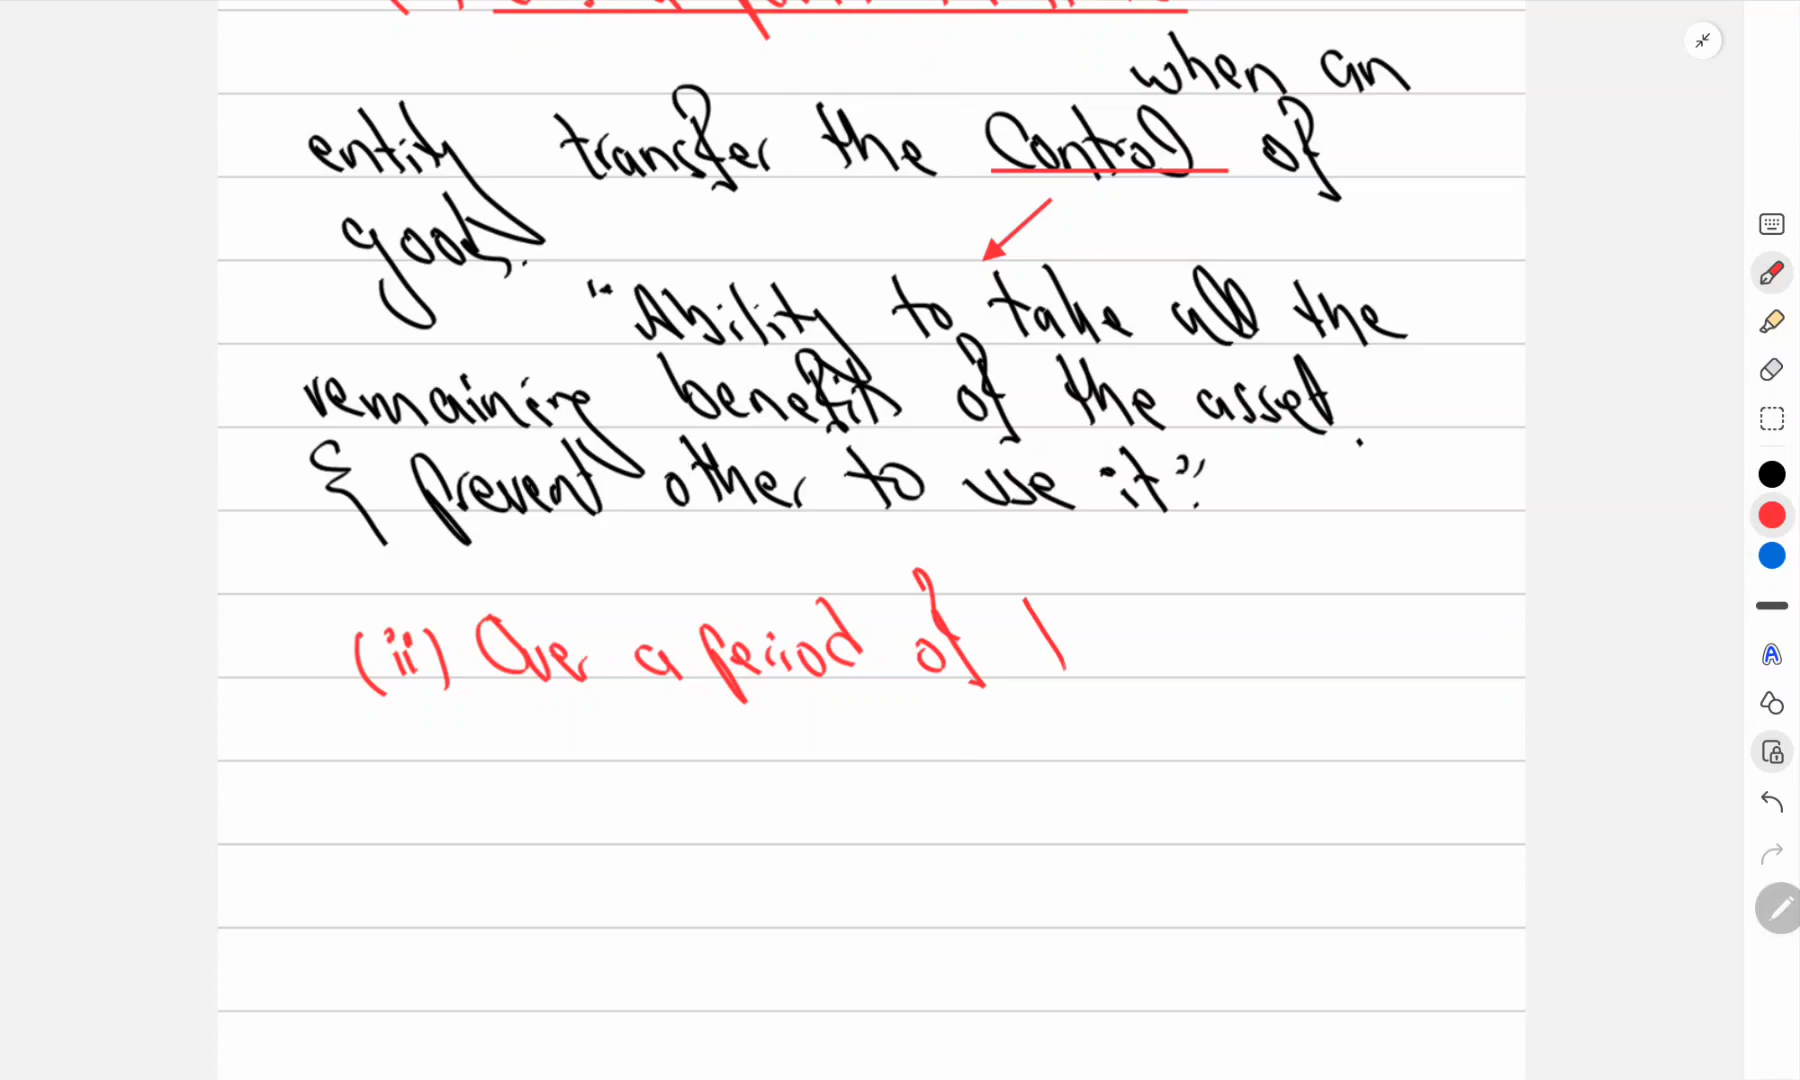 when an
entity transfer the Control of
goods.
"Ability to take all the
remaining benefits of the asset.
& prevent other to use it".
(ii) Over a period of